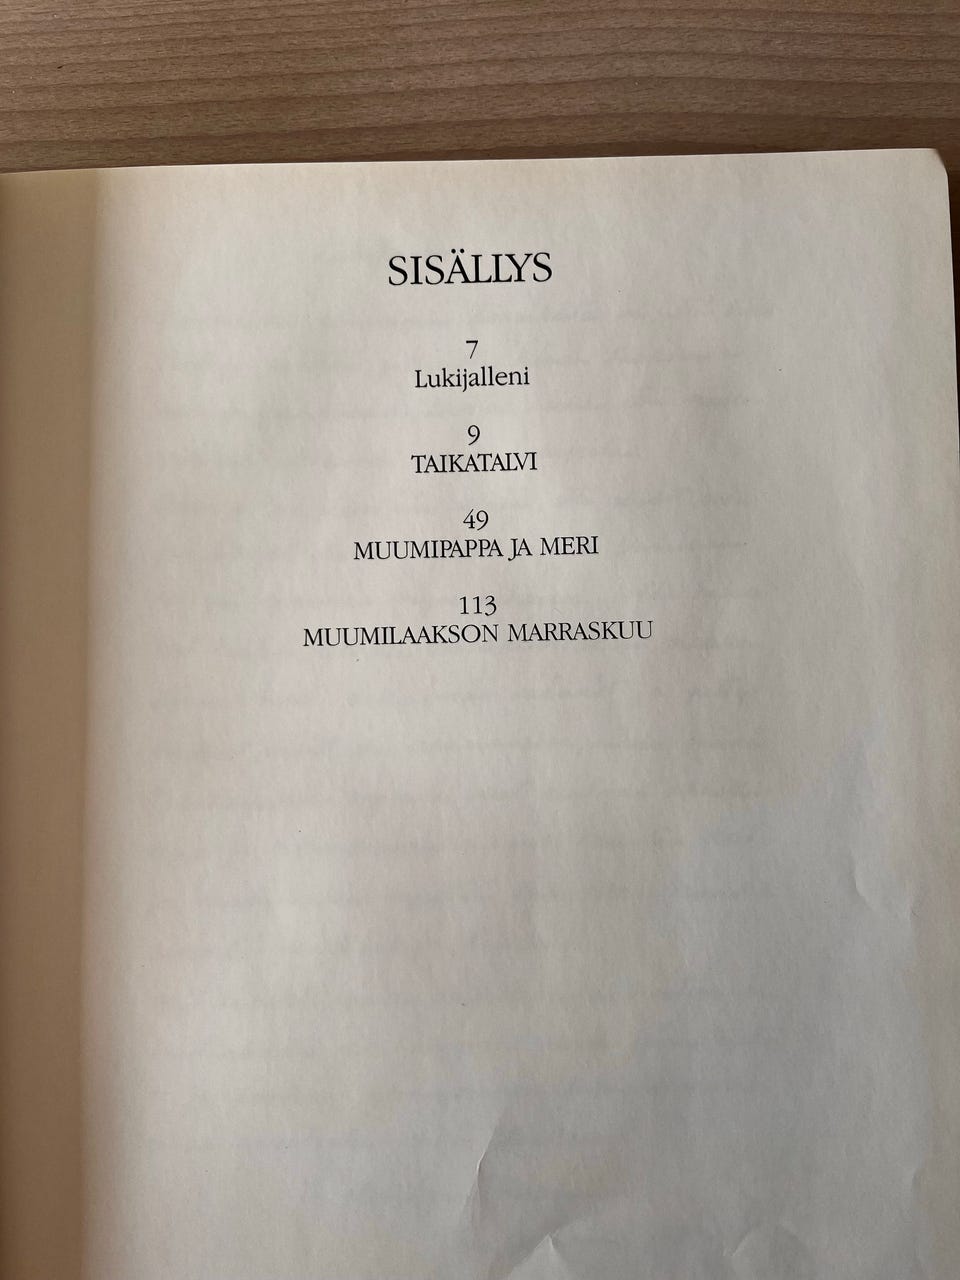 SISÄLLYS
7
Lukijalleni
9
TAIKATALVI
49
MUUMIPAPPA JA MERI
113
MUUMILAAKSON MARRASKUU